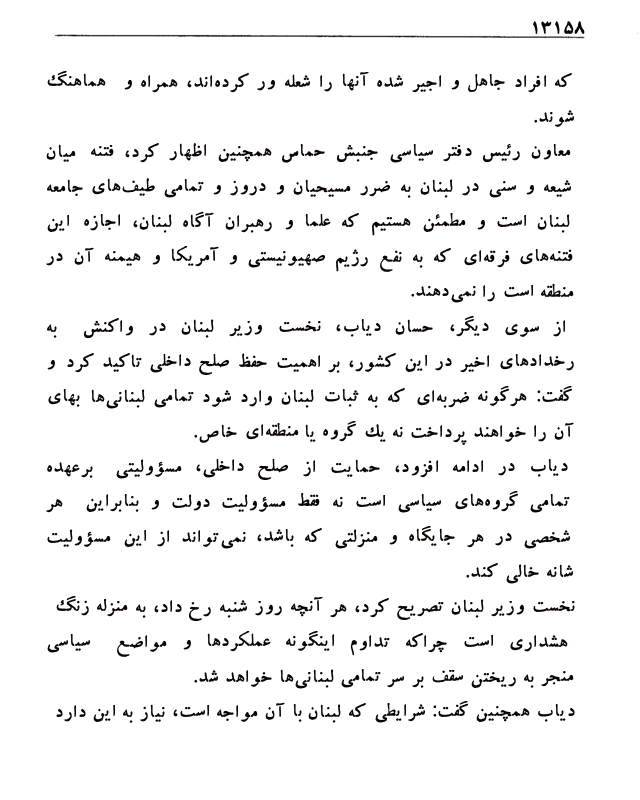 ۱۳۱۵۸
که افراد جاهل و اجیر شده آنها را شعله ور کرده‌اند، همراه و هماهنگ
شوند.
معاون رئیس دفتر سیاسی جنبش حماس همچنین اظهار کرد، فتنه میان
شیعه و سنی در لبنان به ضرر مسیحیان و دروز و تمامی طیف‌های جامعه
لبنان است و مطمئن هستیم که علما و رهبران آگاه لبنان، اجازه این
فتنه‌های فرقه‌ای که به نفع رژیم صهیونیستی و آمریکا و هیمنه آن در
منطقه است را نمی‌دهند.
از سوی دیگر، حسان دیاب، نخست وزیر لبنان در واکنش به
رخدادهای اخیر در این کشور، بر اهمیت حفظ صلح داخلی تاکید کرد و
گفت: هرگونه ضربه‌ای که به ثبات لبنان وارد شود تمامی لبنانی‌ها بهای
آن را خواهند پرداخت نه یك گروه یا منطقه‌ای خاص.
دیاب در ادامه افزود، حمایت از صلح داخلی، مسؤولیتی برعهده
تمامی گروه‌های سیاسی است نه فقط مسؤولیت دولت و بنابراین هر
شخصی در هر جایگاه و منزلتی که باشد، نمی‌تواند از این مسؤولیت
شانه خالی کند.
نخست وزیر لبنان تصریح کرد، هر آنچه روز شنبه رخ داد، به منزله زنگ
هشداری است چراکه تداوم اینگونه عملکردها و مواضع سیاسی
منجر به ریختن سقف بر سر تمامی لبنانی‌ها خواهد شد.
دیاب همچنین گفت: شرایطی که لبنان با آن مواجه است، نیاز به این دارد